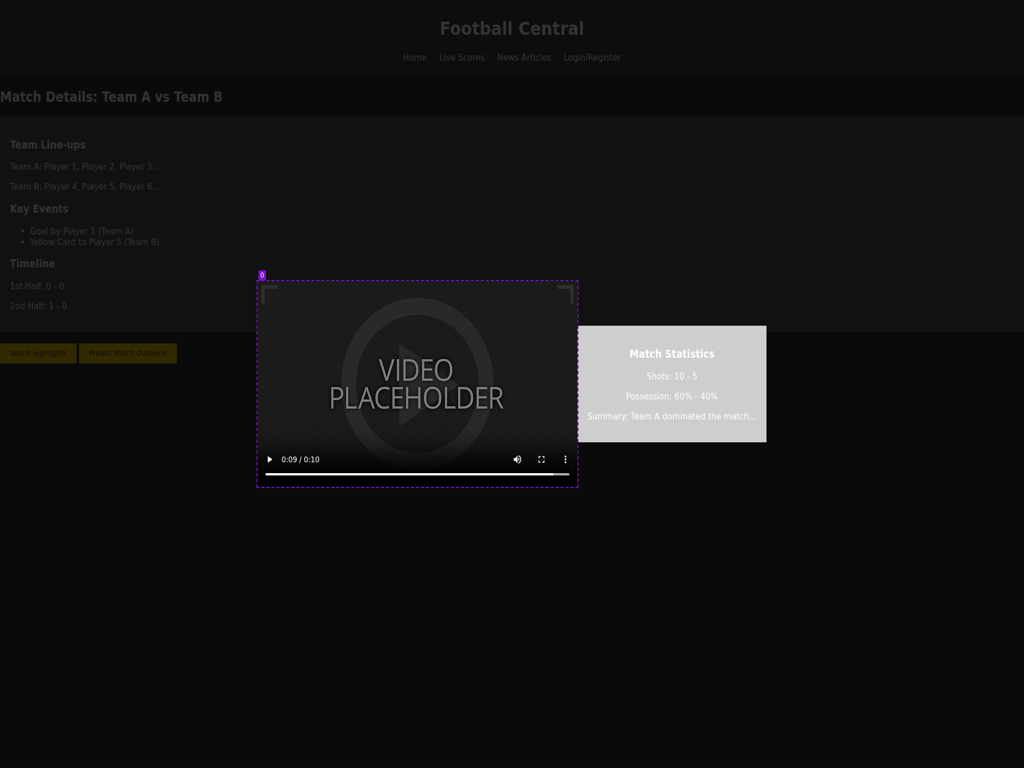 Football Central
Home Live Scores News Articles Login/Register
Match Details: Team A vs Team B
Team Line-ups
Team A: Player 1, Player 2, Player 3...
Team B: Player 4, Player 5, Player 6...
Key Events
Goal by Player 1 (Team A)
Yellow Card to Player 5 (Team B)
Timeline
1st Half: 0 - 0
2nd Half: 1 - 0
Watch Highlights Predict Match Outcome
0
VIDEO
PLACEHOLDER
0:09 / 0:10
Match Statistics
Shots: 10 - 5
Possession: 60% - 40%
Summary: Team A dominated the match...